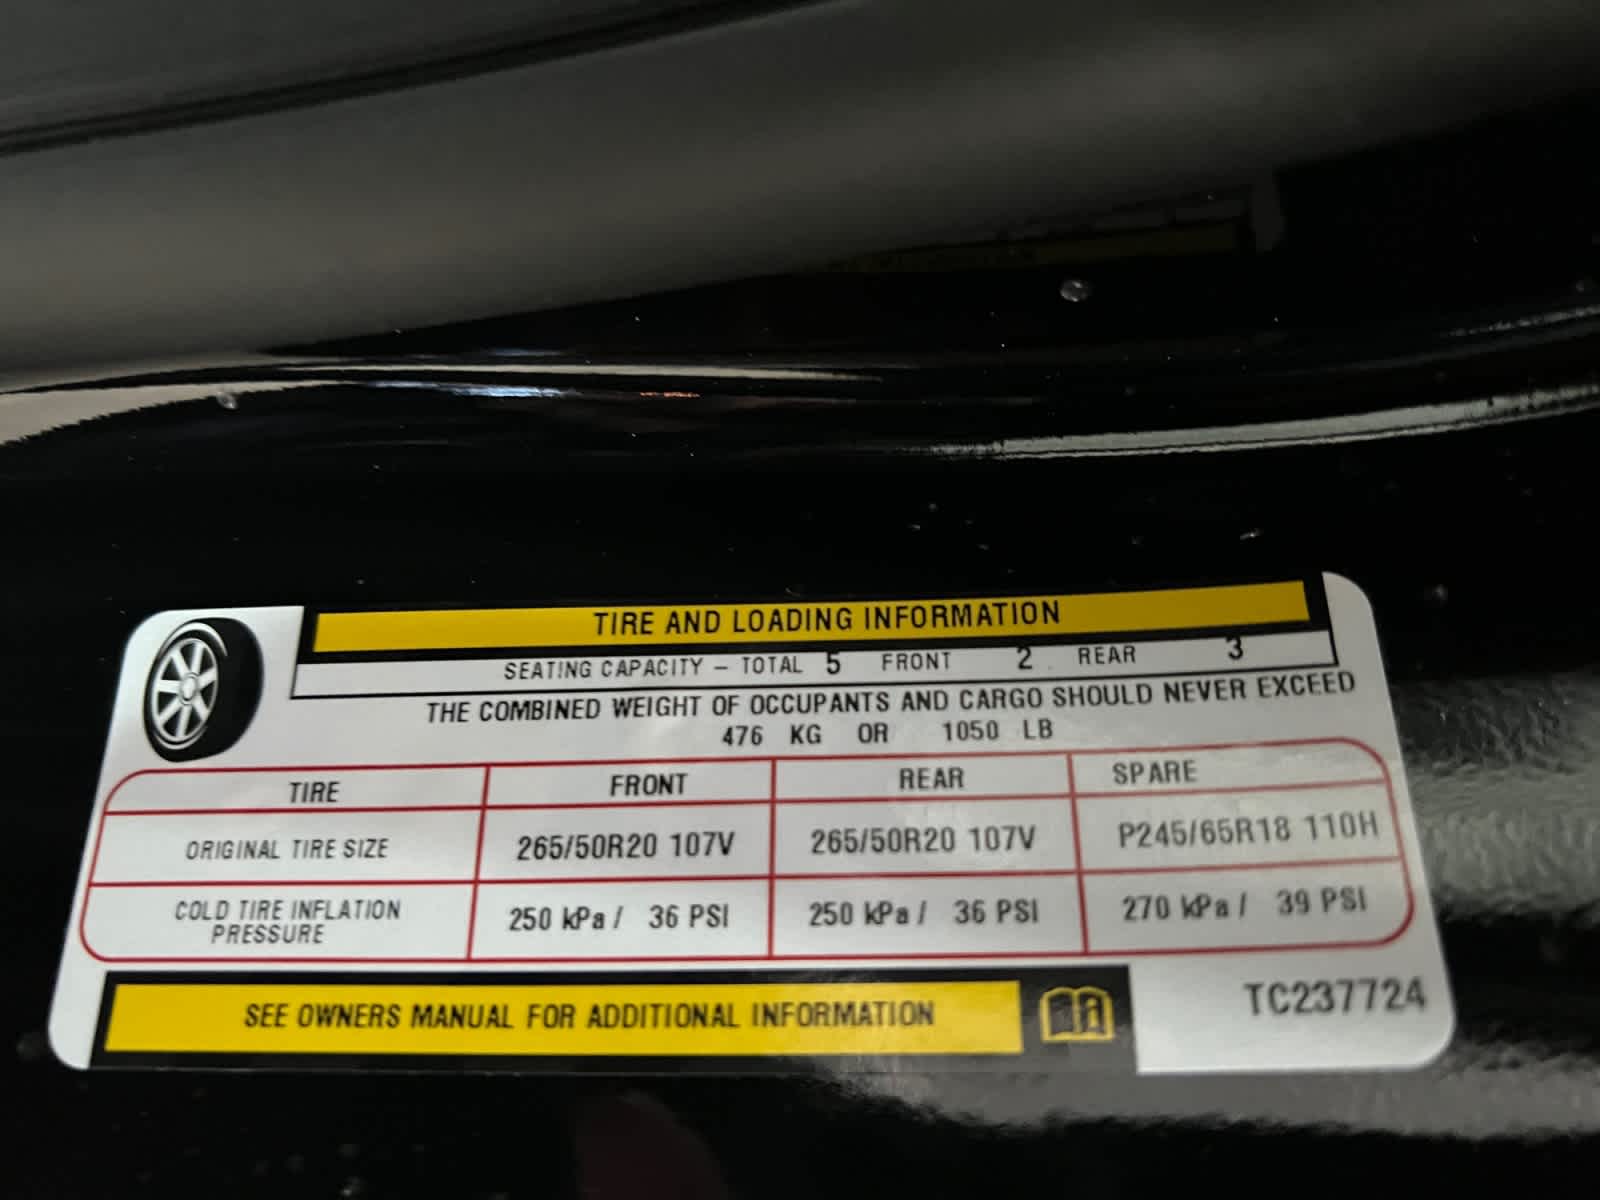 TIRE AND LOADING INFORMATION
SEATING CAPACITY – TOTAL 5 FRONT 2 REAR 3
THE COMBINED WEIGHT OF OCCUPANTS AND CARGO SHOULD NEVER EXCEED
476 KG OR 1050 LB
TIRE FRONT REAR SPARE
ORIGINAL TIRE SIZE 265/50R20 107V 265/50R20 107V P245/65R18 110H
COLD TIRE INFLATION
PRESSURE 250 kPa / 36 PSI 250 kPa / 36 PSI 270 kPa / 39 PSI
SEE OWNERS MANUAL FOR ADDITIONAL INFORMATION
TC237724